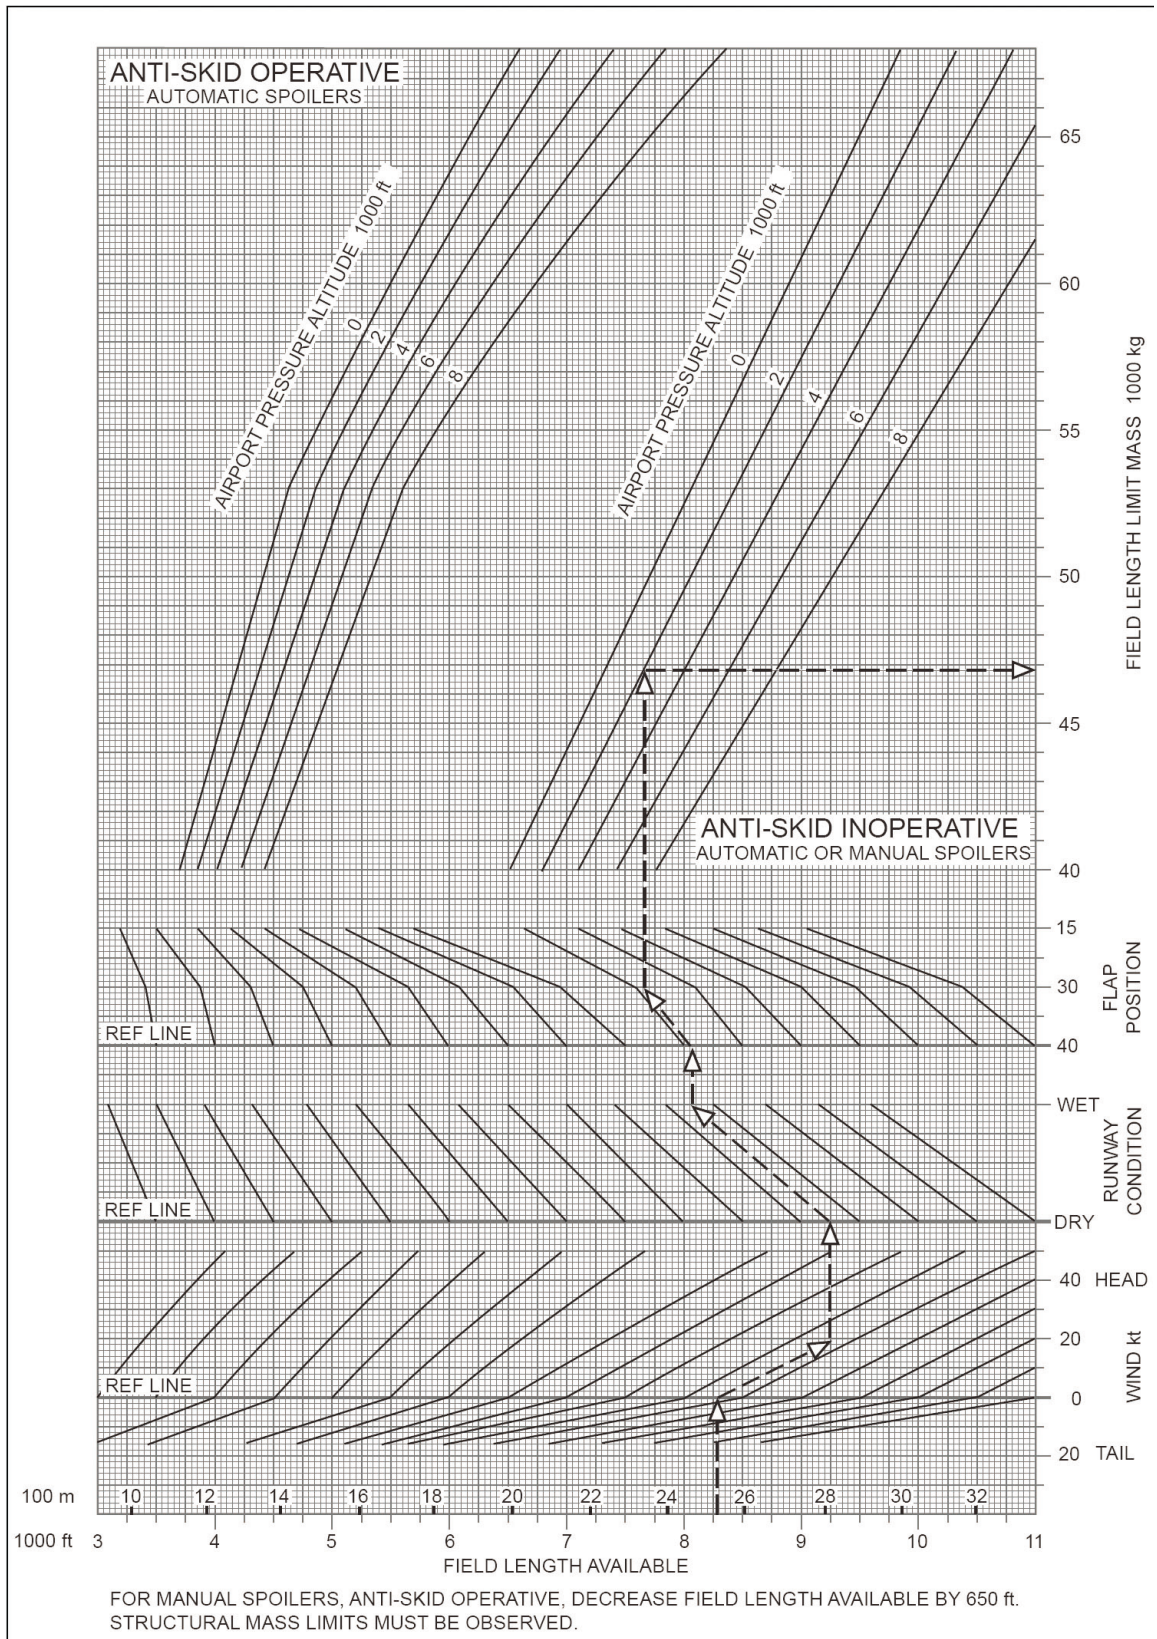 ANTI-SKID OPERATIVE
AUTOMATIC SPOILERS
AIRPORT PRESSURE ALTITUDE 1000 ft
0
2
4
6
8
AIRPORT PRESSURE ALTITUDE 1000 ft
0
2
4
6
8
65
60
55
50
45
40
FIELD LENGTH LIMIT MASS 1000 kg
ANTI-SKID INOPERATIVE
AUTOMATIC OR MANUAL SPOILERS
15
30
40
FLAP
POSITION
REF LINE
WET
DRY
RUNWAY
CONDITION
REF LINE
40 HEAD
20
0
20 TAIL
WIND kt
REF LINE
100 m 10 12 14 16 18 20 22 24 26 28 30 32
1000 ft 3 4 5 6 7 8 9 10 11
FIELD LENGTH AVAILABLE
FOR MANUAL SPOILERS, ANTI-SKID OPERATIVE, DECREASE FIELD LENGTH AVAILABLE BY 650 ft.
STRUCTURAL MASS LIMITS MUST BE OBSERVED.